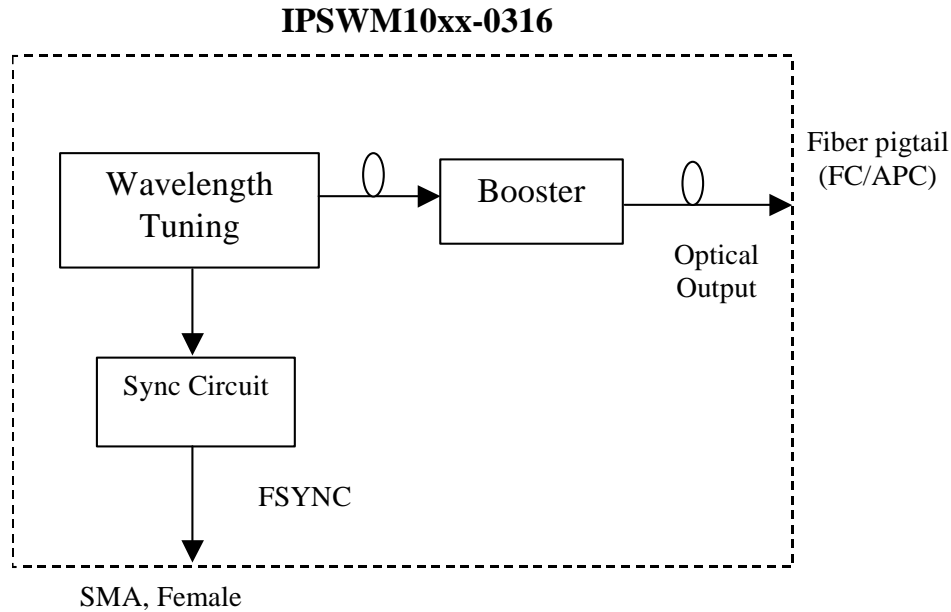 IPSWM10xx-0316
Fiber pigtail
(FC/APC)
Wavelength
Tuning
Booster
Optical
Output
Sync Circuit
FSYNC
SMA, Female